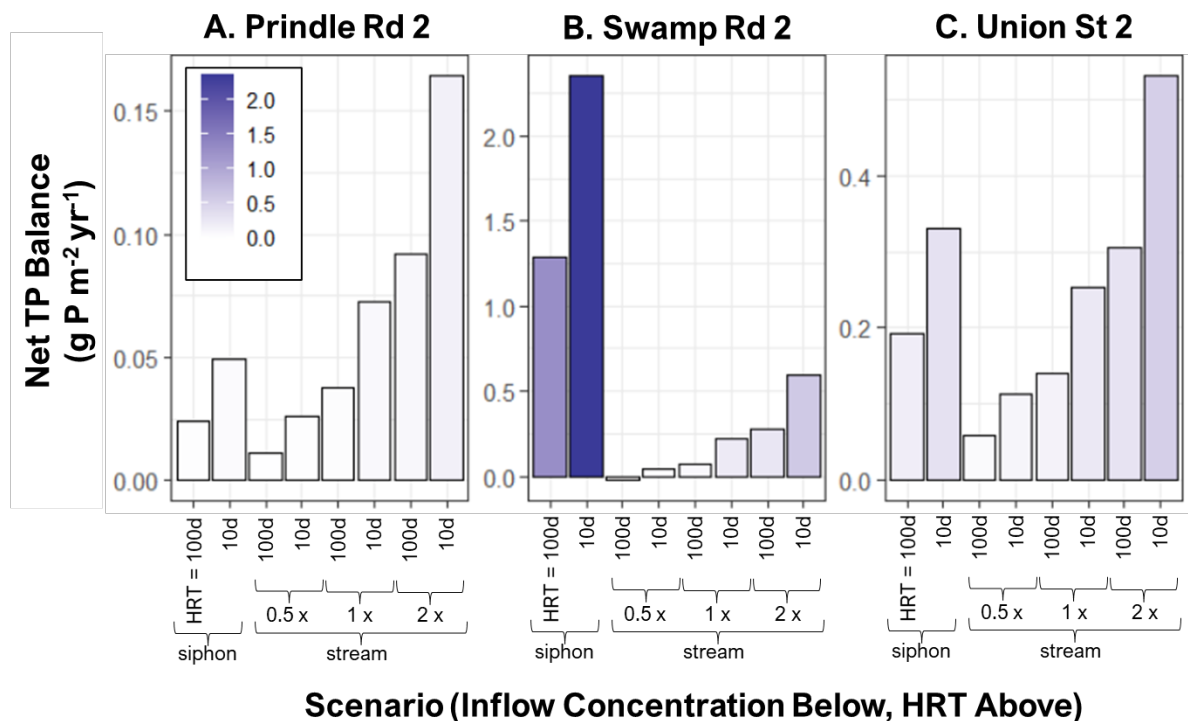 A. Prindle Rd 2
B. Swamp Rd 2
C. Union St 2
Net TP Balance
(g P m⁻² yr⁻¹)
0.15
0.10
0.05
0.00
2.0
1.5
1.0
0.5
0.0
2.0
1.5
1.0
0.5
0.0
0.4
0.2
0.0
HRT = 100d
10d
100d
10d
100d
10d
100d
10d
0.5 x
1 x
2 x
siphon
stream
HRT = 100d
10d
100d
10d
100d
10d
100d
10d
0.5 x
1 x
2 x
siphon
stream
HRT = 100d
10d
100d
10d
100d
10d
100d
10d
0.5 x
1 x
2 x
siphon
stream
Scenario (Inflow Concentration Below, HRT Above)